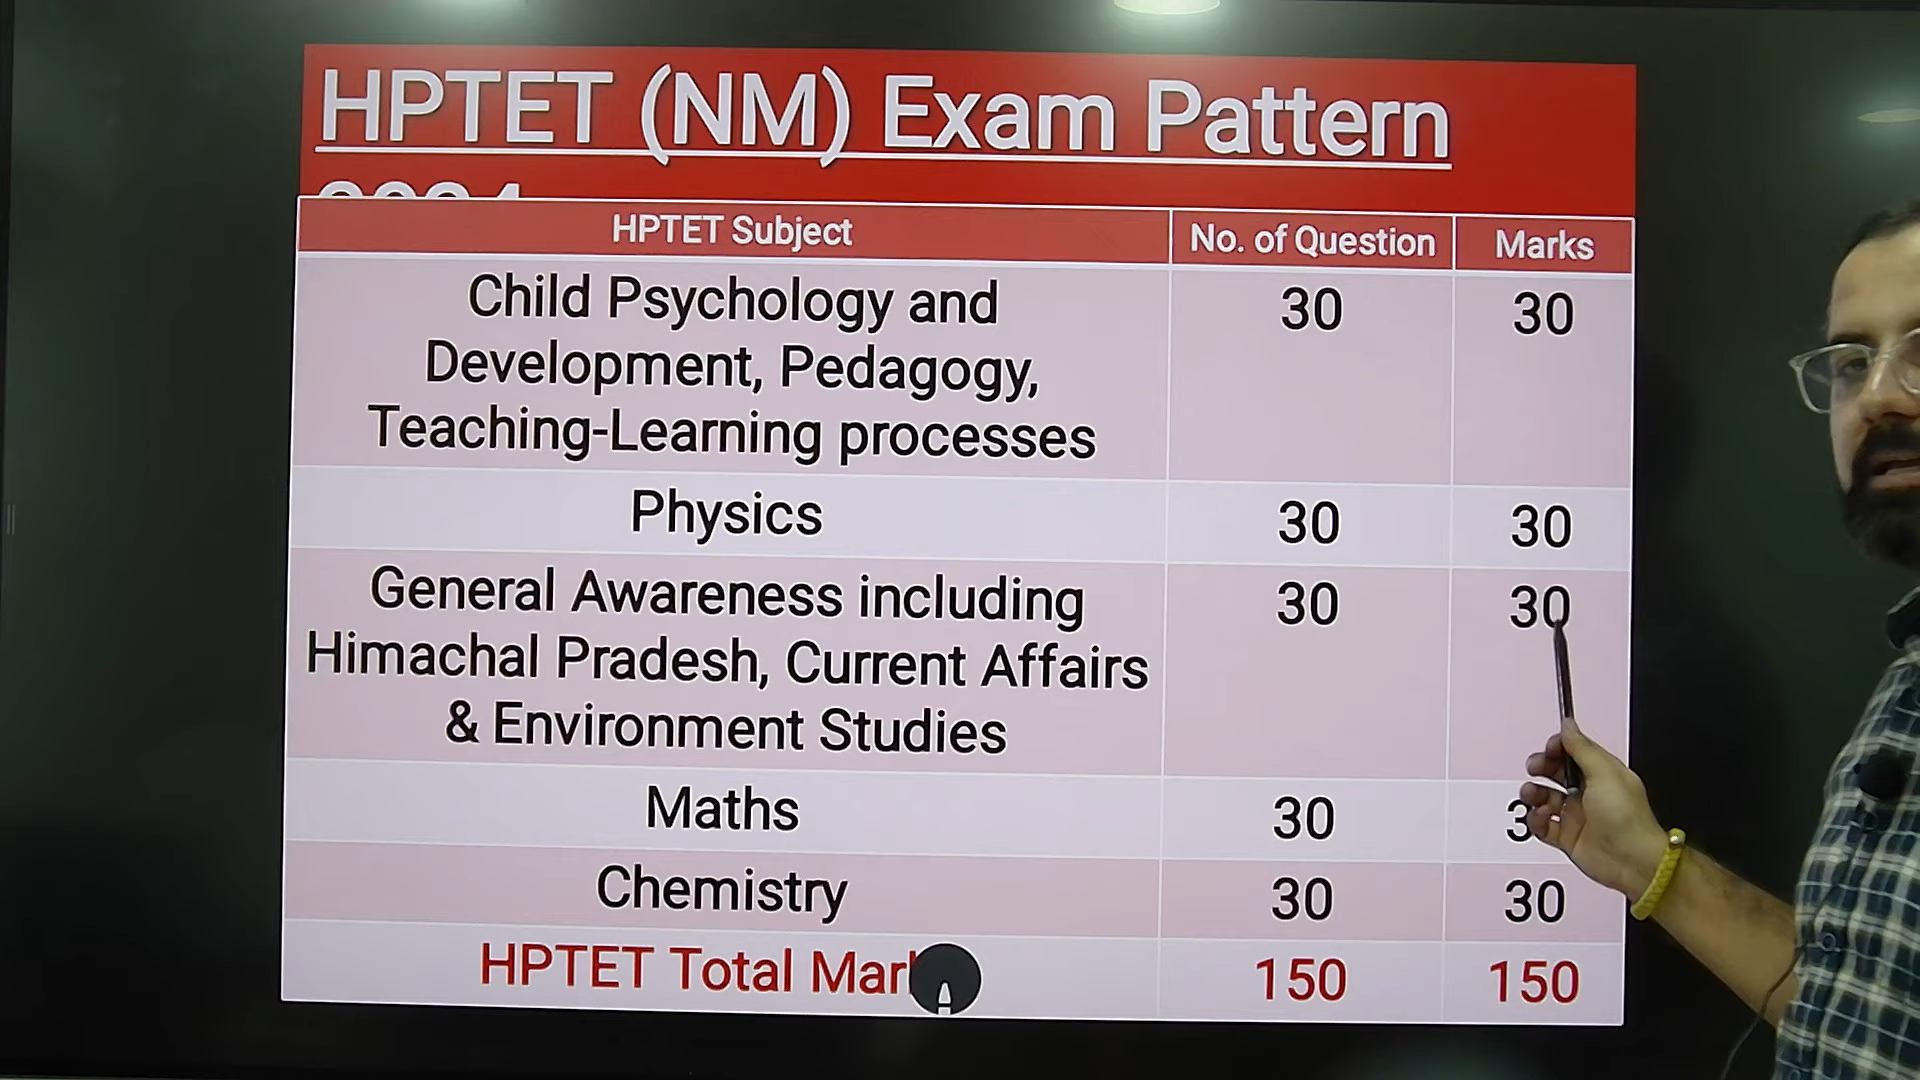 HPTET (NM) Exam Pattern
HPTET Subject No. of Question Marks
Child Psychology and 30 30
Development, Pedagogy,
Teaching-Learning processes
Physics 30 30
General Awareness including 30 30
Himachal Pradesh, Current Affairs
& Environment Studies
Maths 30
Chemistry 30 30
HPTET Total 150 150